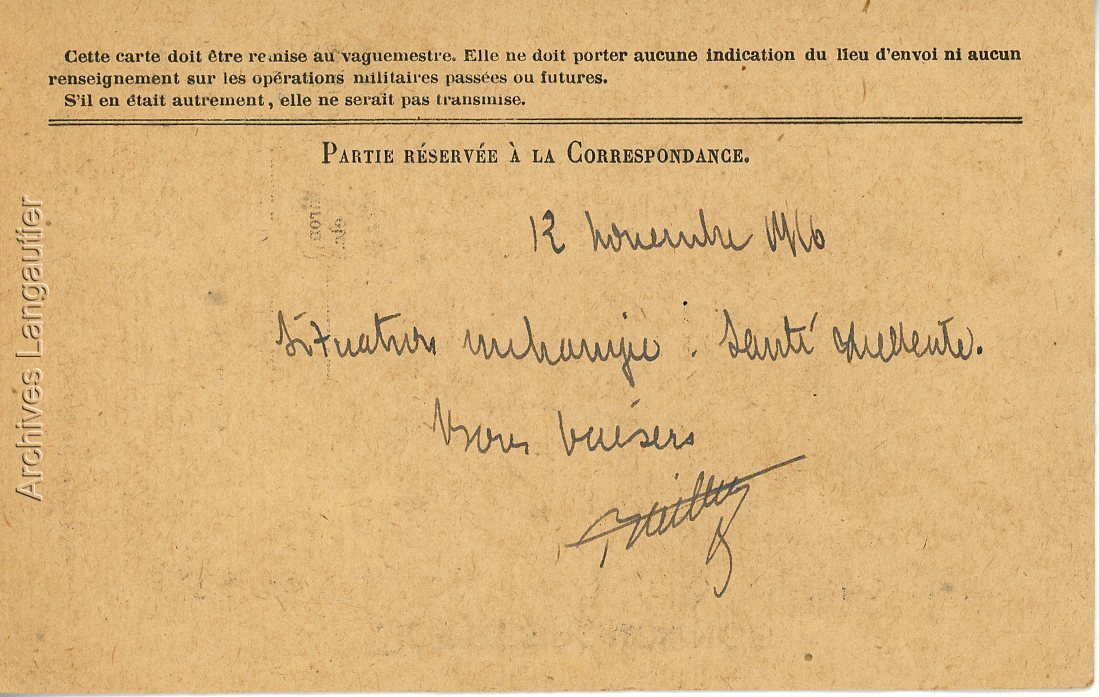 Cette carte doit être remise au vaguemestre. Elle ne doit porter aucune indication du lieu d'envoi ni aucun
renseignement sur les opérations militaires passées ou futures.
S'il en était autrement, elle ne serait pas transmise.
PARTIE RÉSERVÉE À LA CORRESPONDANCE.
12 novembre 1916
Situation inchangée. Santé excellente.
Bons baisers
Archives Langautier